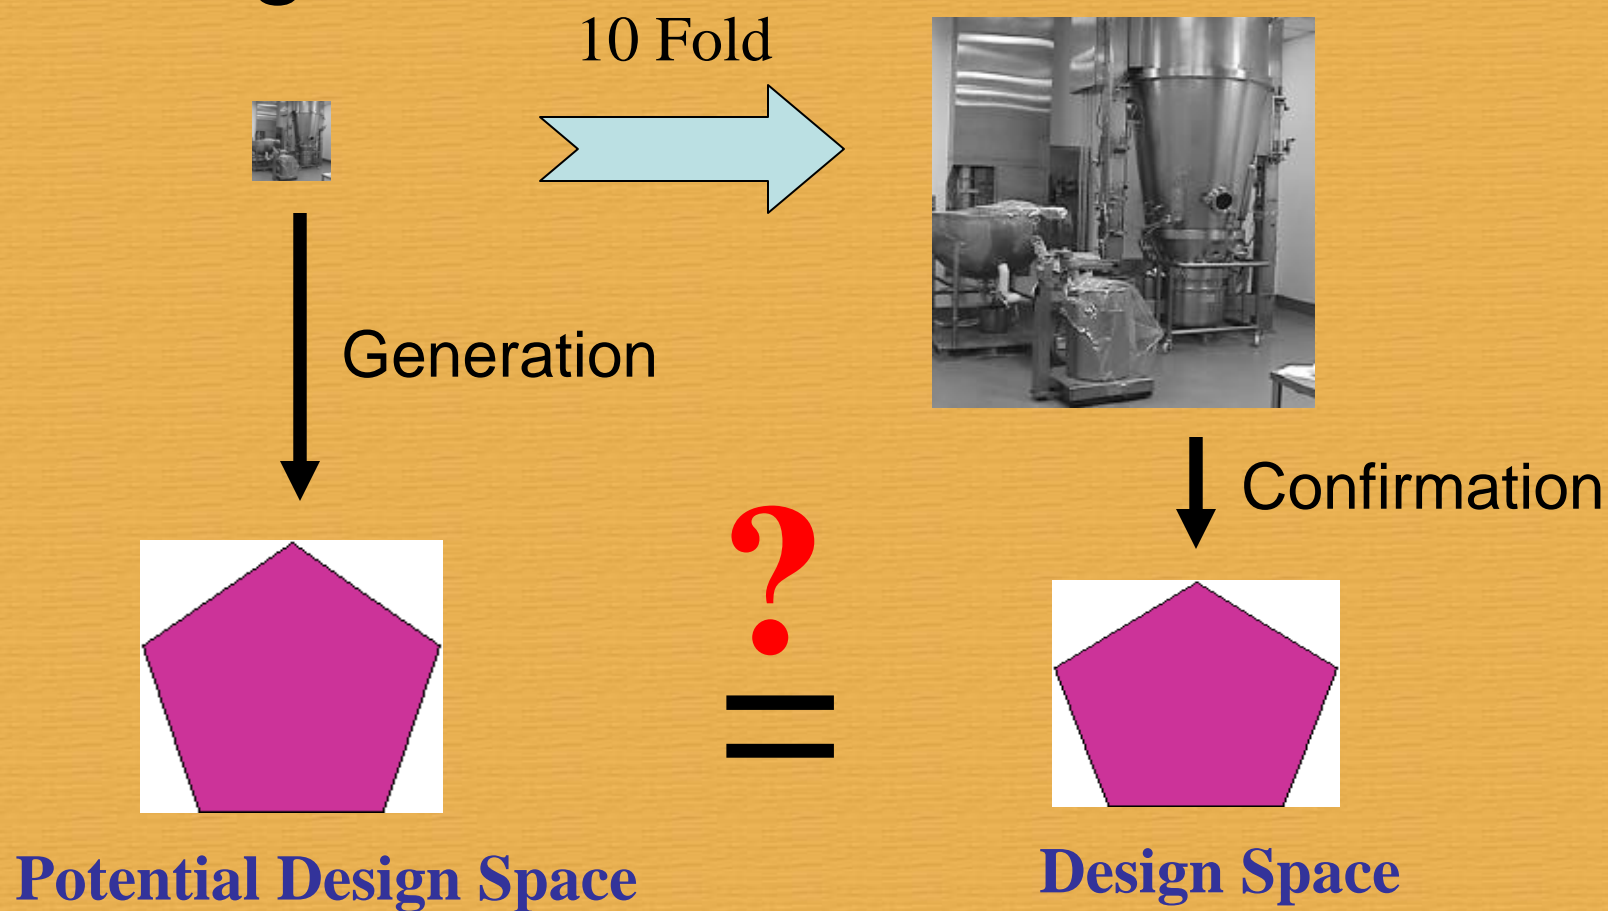 10 Fold
Generation
Confirmation
?
=
Potential Design Space
Design Space